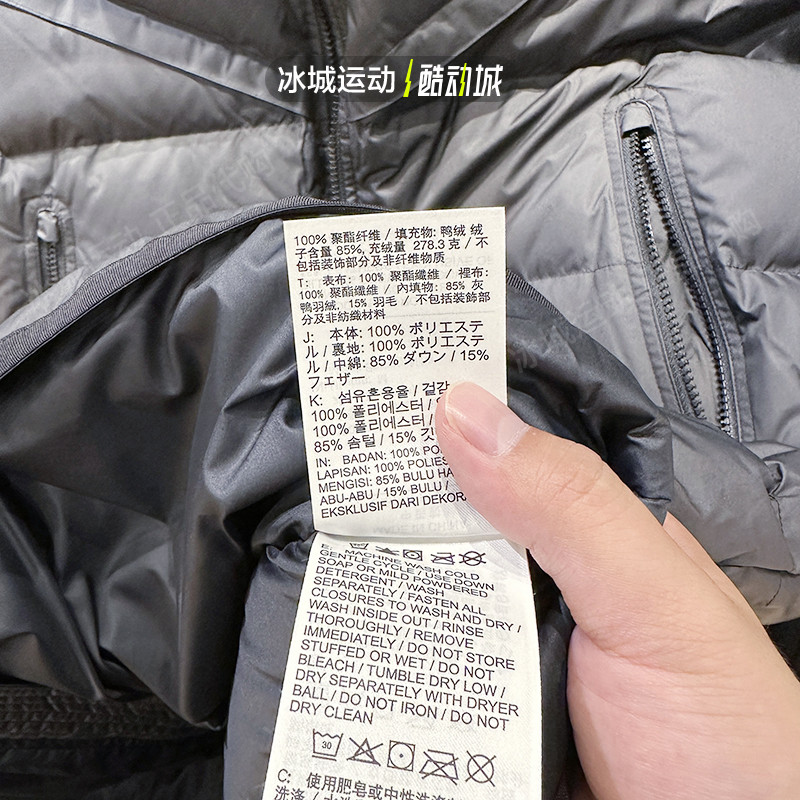 冰城运动 酷动城
100% 聚酯纤维 / 填充物: 鸭绒 绒
子含量 85%, 充绒量 278.3 克 / 不
包括装饰部分及非纤维物质
T: 表布: 100% 聚酯纖維 / 裡布:
100% 聚酯纖維 / 內填物: 85% 灰
鴨羽絨, 15% 羽毛 / 不包括裝飾部
分及非紡織材料
J: 本体: 100% ポリエステ
ル / 裏地: 100% ポリエステ
ル / 中綿: 85% ダウン / 15%
フェザー
K: 섬유혼용율 / 겉감
100% 폴리에스터 /
100% 폴리에스터 /
85% 솜털 / 15% 깃
IN: BADAN: 100% PO
LAPISAN: 100% POLIES
MENGISI: 85% BULU HA
ABU-ABU / 15% BULU /
EKSKLUSIF DARI DEKORA
E: MACHINE WASH COLD
GENTLE CYCLE / USE DOWN
SOAP OR MILD POWDERED
DETERGENT / WASH
SEPARATELY / FASTEN ALL
CLOSURES TO WASH AND DRY /
WASH INSIDE OUT / RINSE
THOROUGHLY / REMOVE
IMMEDIATELY / DO NOT STORE
STUFFED OR WET / DO NOT
BLEACH / TUMBLE DRY LOW /
DRY SEPARATELY WITH DRYER
BALL / DO NOT IRON / DO NOT
DRY CLEAN
30
C: 使用肥皂或中性洗涤